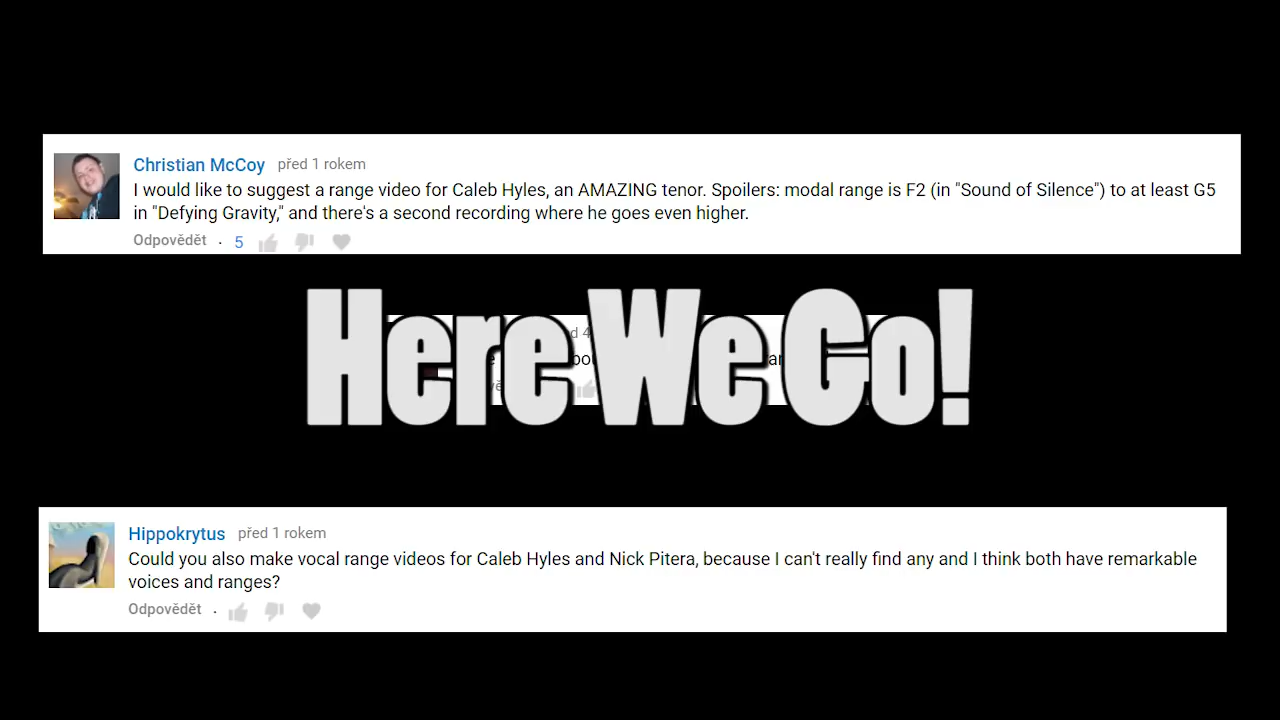 Christian McCoy před 1 rokem
I would like to suggest a range video for Caleb Hyles, an AMAZING tenor. Spoilers: modal range is F2 (in "Sound of Silence") to at least G5
in "Defying Gravity," and there's a second recording where he goes even higher.
Odpovědět · 5
Here We Go!
Hippokrytus před 1 rokem
Could you also make vocal range videos for Caleb Hyles and Nick Pitera, because I can't really find any and I think both have remarkable
voices and ranges?
Odpovědět ·